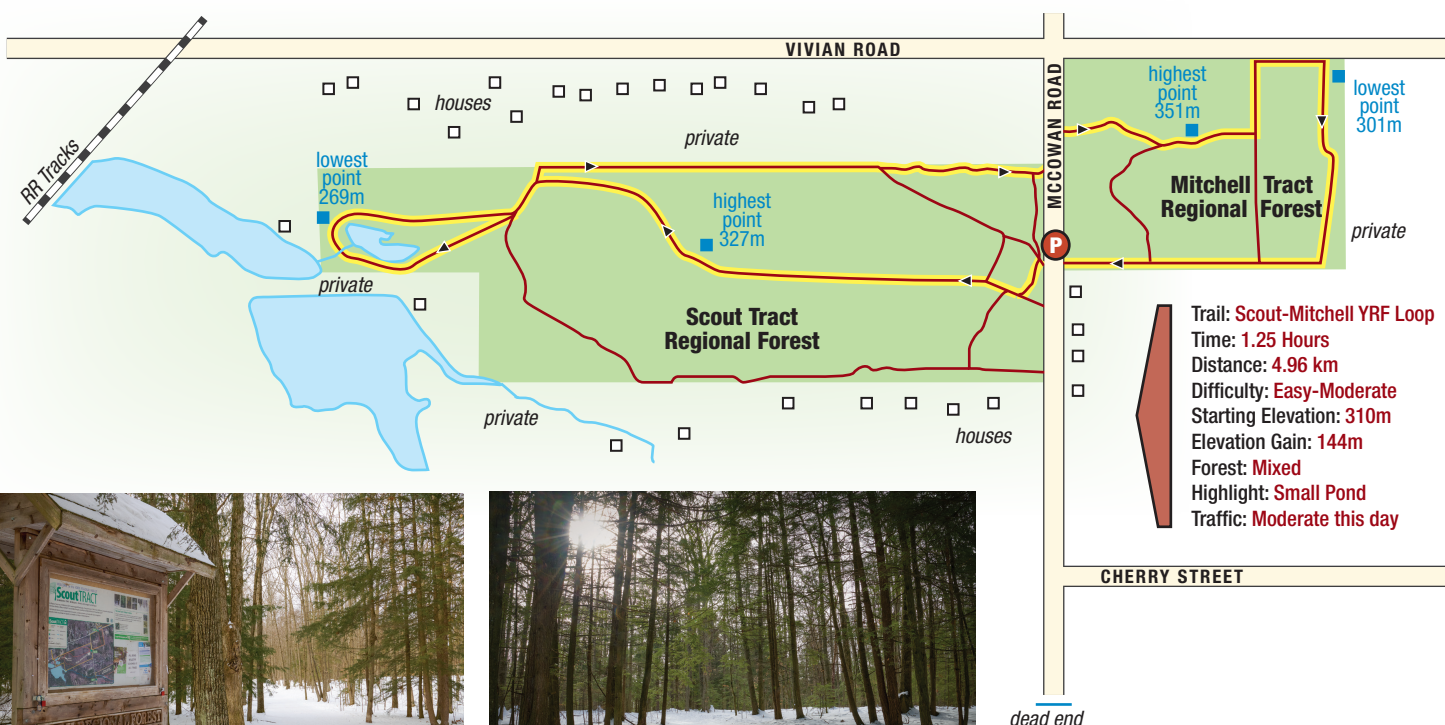 VIVIAN ROAD
RR Tracks
houses
private
lowest
point
269m
highest
point
327m
MCCOWAN ROAD
highest
point
351m
lowest
point
301m
Mitchell Tract
Regional Forest
private
P
private
Scout Tract
Regional Forest
private
houses
Trail: Scout-Mitchell YRF Loop
Time: 1.25 Hours
Distance: 4.96 km
Difficulty: Easy-Moderate
Starting Elevation: 310m
Elevation Gain: 144m
Forest: Mixed
Highlight: Small Pond
Traffic: Moderate this day
CHERRY STREET
dead end
ScoutTRACT